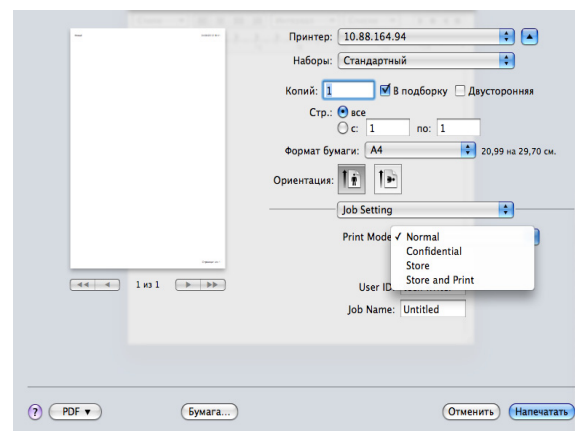 Принтер: 10.88.164.94
Наборы: Стандартный
Копий: 1 В подборку Двусторонняя
Стр.: все
с: 1 по: 1
Формат бумаги: A4 20,99 на 29,70 см.
Ориентация:
Job Setting
Print Mode ✓ Normal
Confidential
Store
Store and Print
1 из 1
User ID
Job Name: Untitled
? PDF ▼ Бумага... Отменить Напечатать